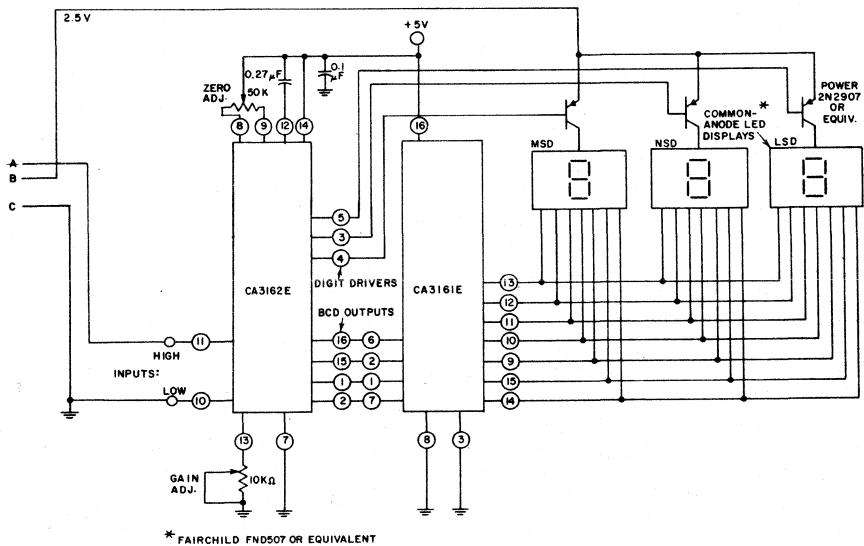 2.5 V
+5V
0.27 µF
0.1 µF
ZERO ADJ.
50 K
8
9
12
14
16
POWER
2N2907
OR
EQUIV.
*
COMMON-
ANODE LED
DISPLAYS
MSD
NSD
LSD
A
B
C
5
3
4
DIGIT DRIVERS
CA3162E
CA3161E
BCD OUTPUTS
13
12
11
10
9
15
14
11
HIGH
INPUTS:
LOW
10
16
6
15
2
1
1
2
7
13
7
8
3
GAIN
ADJ.
10KΩ
* FAIRCHILD FND507 OR EQUIVALENT